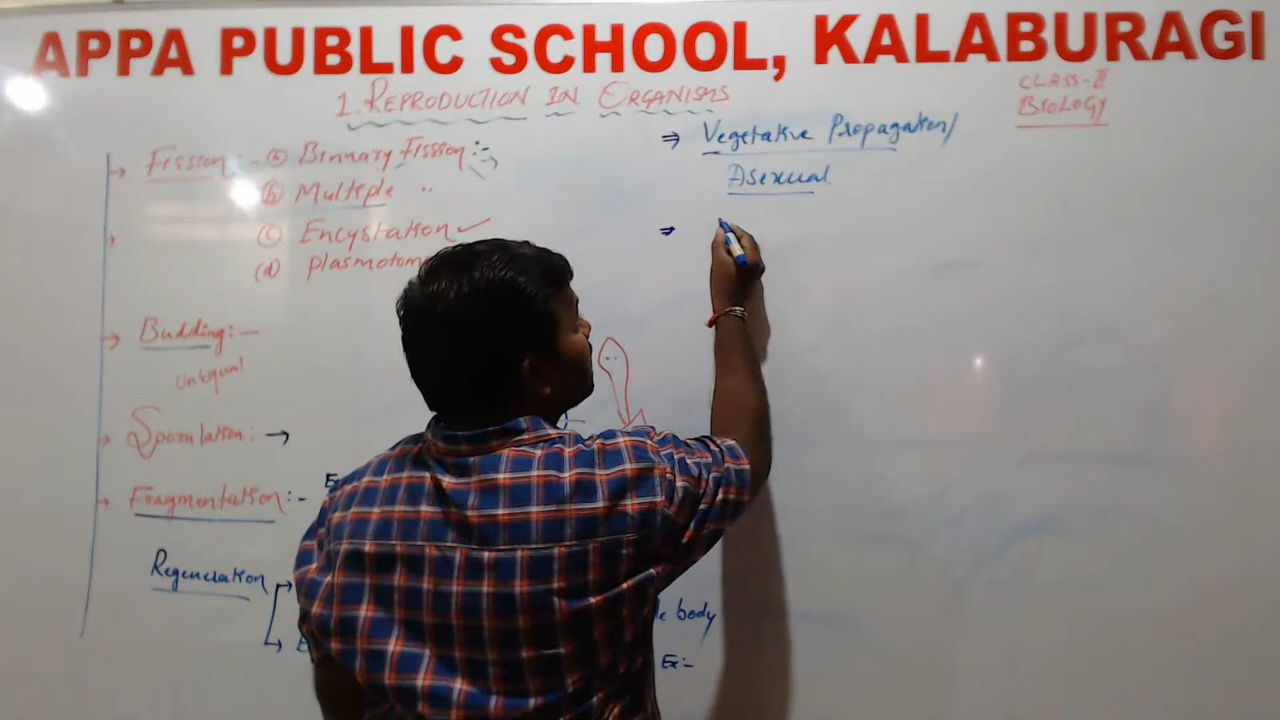 APPA PUBLIC SCHOOL, KALABURAGI
CLASS-II
BIOLOGY
1. REPRODUCTION IN ORGANISMS
→ Fission:- (a) Binnary Fission:-
(b) Multiple "
(c) Encystation ✓
(d) Plasmotom
→ Budding:-
Unequal
→ Sporulation: →
→ Fragmentation:-
Regeneration
e body
Ex:-
⇒ Vegetative Propagation/
Asexual
⇒